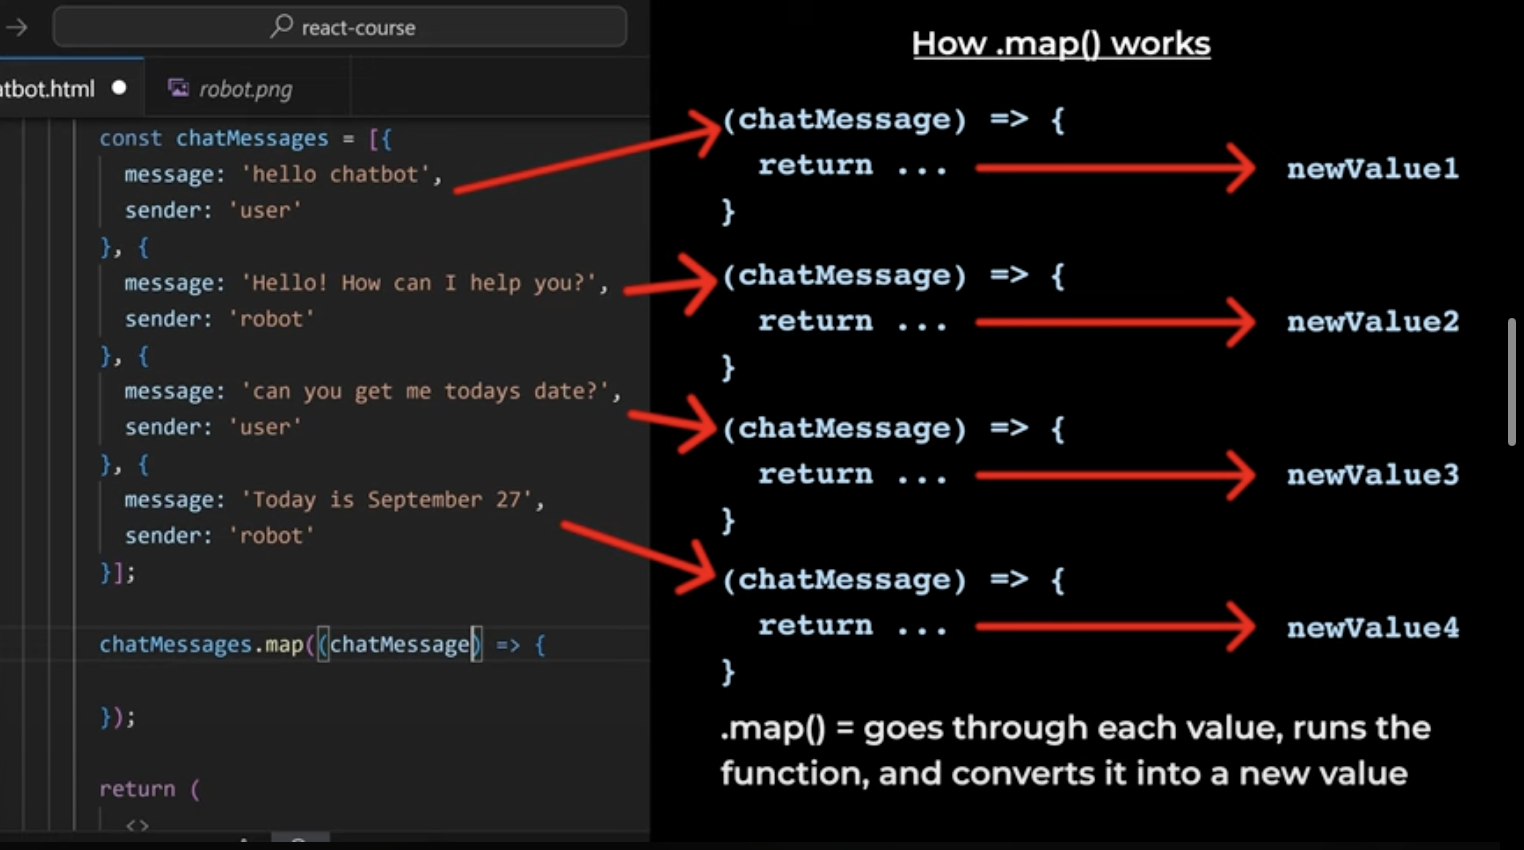 react-course
atbot.html
robot.png
const chatMessages = [{
message: 'hello chatbot',
sender: 'user'
}, {
message: 'Hello! How can I help you?',
sender: 'robot'
}, {
message: 'can you get me todays date?',
sender: 'user'
}, {
message: 'Today is September 27',
sender: 'robot'
}];
chatMessages.map((chatMessage) => {
});
return (
<>
How .map() works
(chatMessage) => {
return ...
newValue1
}
(chatMessage) => {
return ...
newValue2
}
(chatMessage) => {
return ...
newValue3
}
(chatMessage) => {
return ...
newValue4
}
.map() = goes through each value, runs the
function, and converts it into a new value